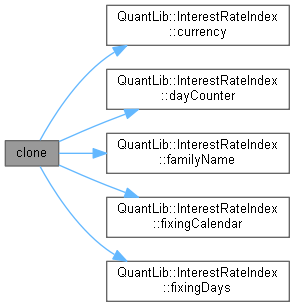 clone
QuantLib::InterestRateIndex
::currency
QuantLib::InterestRateIndex
::dayCounter
QuantLib::InterestRateIndex
::familyName
QuantLib::InterestRateIndex
::fixingCalendar
QuantLib::InterestRateIndex
::fixingDays